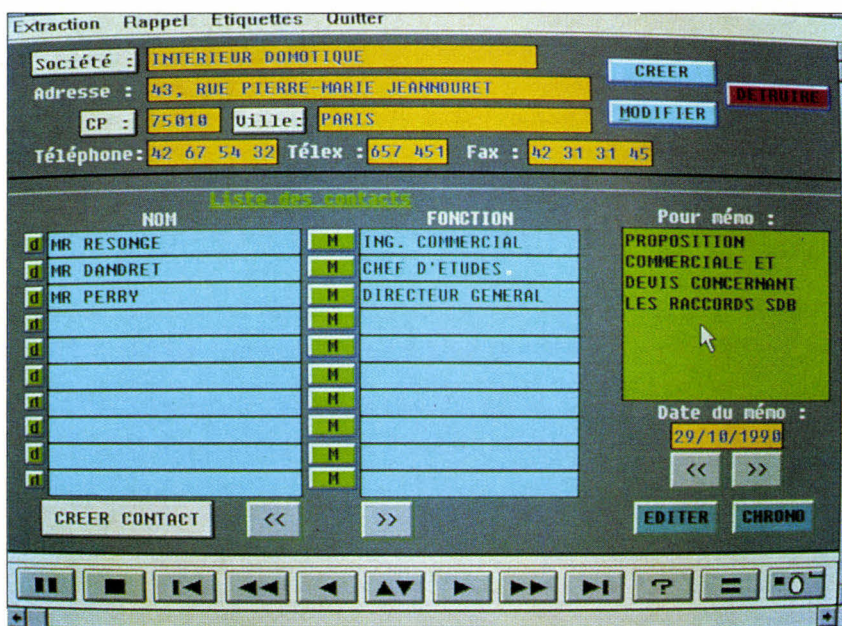 Extraction Rappel Etiquettes Quitter
Société : INTERIEUR DOMOTIQUE
CREER
Adresse : 43, RUE PIERRE-MARIE JEANNOURET
DETRUIRE
CP : 75010 Ville: PARIS
MODIFIER
Téléphone: 42 67 54 32 Télex : 657 451 Fax : 42 31 31 45
Liste des contacts
NOM FONCTION Pour mémo :
d MR RESONGE M ING. COMMERCIAL
d MR DANDRET M CHEF D'ETUDES.
d MR PERRY M DIRECTEUR GENERAL
d M
d M
d M
d M
d M
d M
d M
PROPOSITION
COMMERCIALE ET
DEVIS CONCERNANT
LES RACCORDS SDB
Date du mémo :
29/10/1990
<< >>
CREER CONTACT << >> EDITER CHRONO
? =